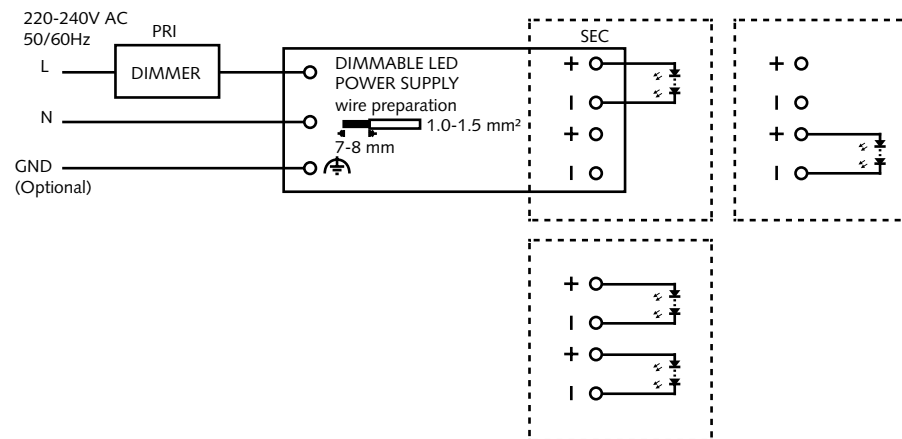 220-240V AC
50/60Hz
PRI
L
DIMMER
N
GND
(Optional)
DIMMABLE LED
POWER SUPPLY
wire preparation
1.0-1.5 mm²
7-8 mm
SEC
+
I
+
I
+
I
+
I
+
I
+
I